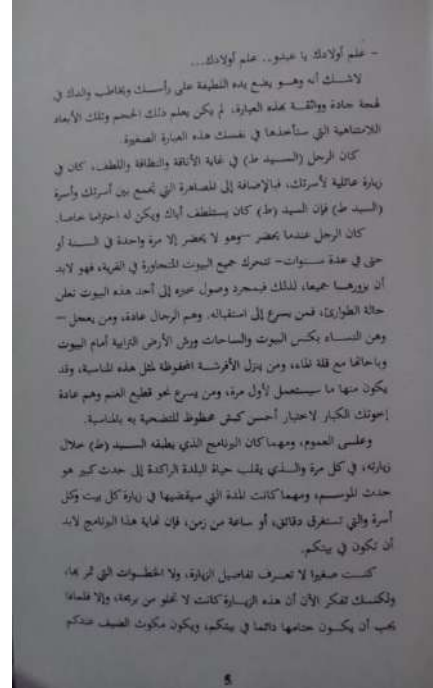 - علم أولادك يا عبدو.. علم أولادك...
لاشك أنه وهو يضع يده اللطيفة على رأسك ويخاطب والدك في
لهجة جادة وواثقة بهذه العبارة، لم يكن يعلم ذلك الحجم وتلك الأبعاد
اللامتناهية التي ستأخذها في نفسك هذه العبارة الصغيرة.
كان الرجل (السيد ط) في غاية الأناقة والنظافة واللطف، كان في
زيارة عائلية لأسرتك، فبالإضافة إلى المصاهرة التي تجمع بين أسرتك وأسرة
(السيد ط) فإن السيد (ط) كان يستلطف أباك ويكن له احتراما خاصا.
كان الرجل عندما يحضر –وهو لا يحضر إلا مرة واحدة في السنة أو
حتى في عدة سنوات– تتحرك جميع البيوت المتجاورة في القرية، فهو لابد
أن يزورها جميعا، لذلك فبمجرد وصول خبره إلى أحد هذه البيوت تعلن
حالة الطوارئ، فمن يسرع إلى استقباله. وهم الرجال عادة، ومن يعجل –
وهن النساء بكنس البيوت والساحات ورش الأرض الترابية أمام البيوت
وباحاتها مع قلة الماء، ومن ينزل الأفرشة المحفوظة لمثل هذه المناسبة، وقد
يكون منها ما سيستعمل لأول مرة، ومن يسرع نحو قطيع الغنم وهم عادة
إخوتك الكبار لاختيار أحسن كبش محظوظ للتضحية به بالمناسبة.
وعلى العموم، ومهما كان البرنامج الذي يطبقه السيد (ط) خلال
زيارته، في كل مرة والذي يقلب حياة البلدة الراكدة إلى حدث كبير هو
حدث الموسم، ومهما كانت المدة التي سيقضيها في زيارة كل بيت وكل
أسرة والتي تستغرق دقائق، أو ساعة من زمن، فإن نهاية هذا البرنامج لابد
أن تكون في بيتكم.
كنت صغيرا لا تعرف تفاصيل الزيارة، ولا الخطوات التي تمر بها،
ولكنك تفكر الآن أن هذه الزيارة كانت لا تخلو من برمجة، وإلا فلماذا
يجب أن يكون ختامها دائما في بيتكم، ويكون مكوث الضيف عندكم
5